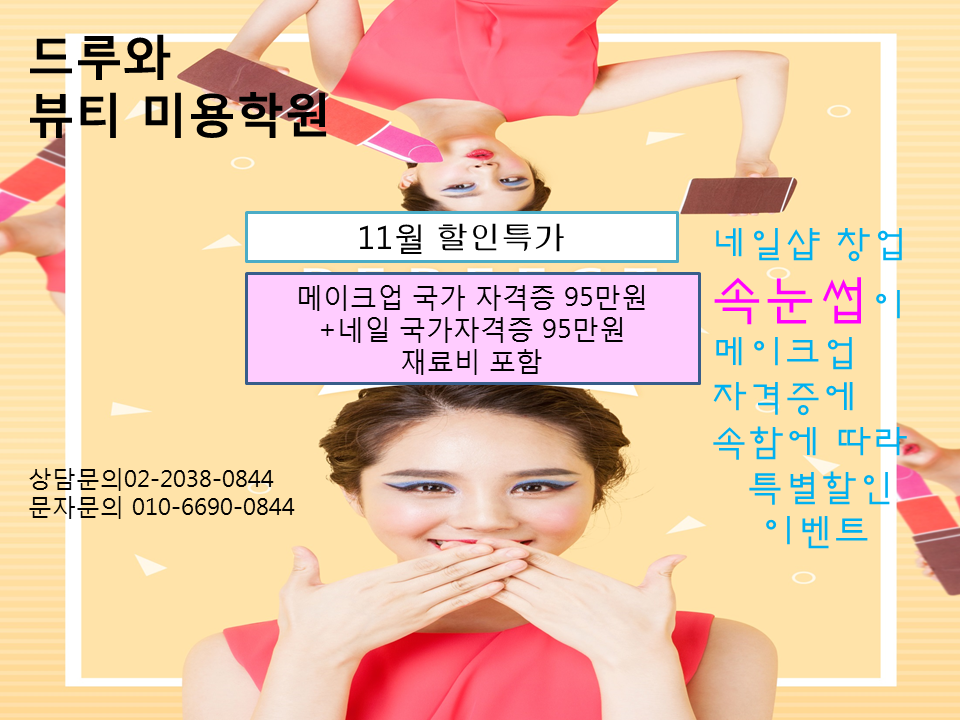 드루와
뷰티 미용학원
11월 할인특가
메이크업 국가 자격증 95만원
+네일 국가자격증 95만원
재료비 포함
네일샵 창업
속눈썹이
메이크업
자격증에
속함에 따라
특별할인
이벤트
상담문의02-2038-0844
문자문의 010-6690-0844